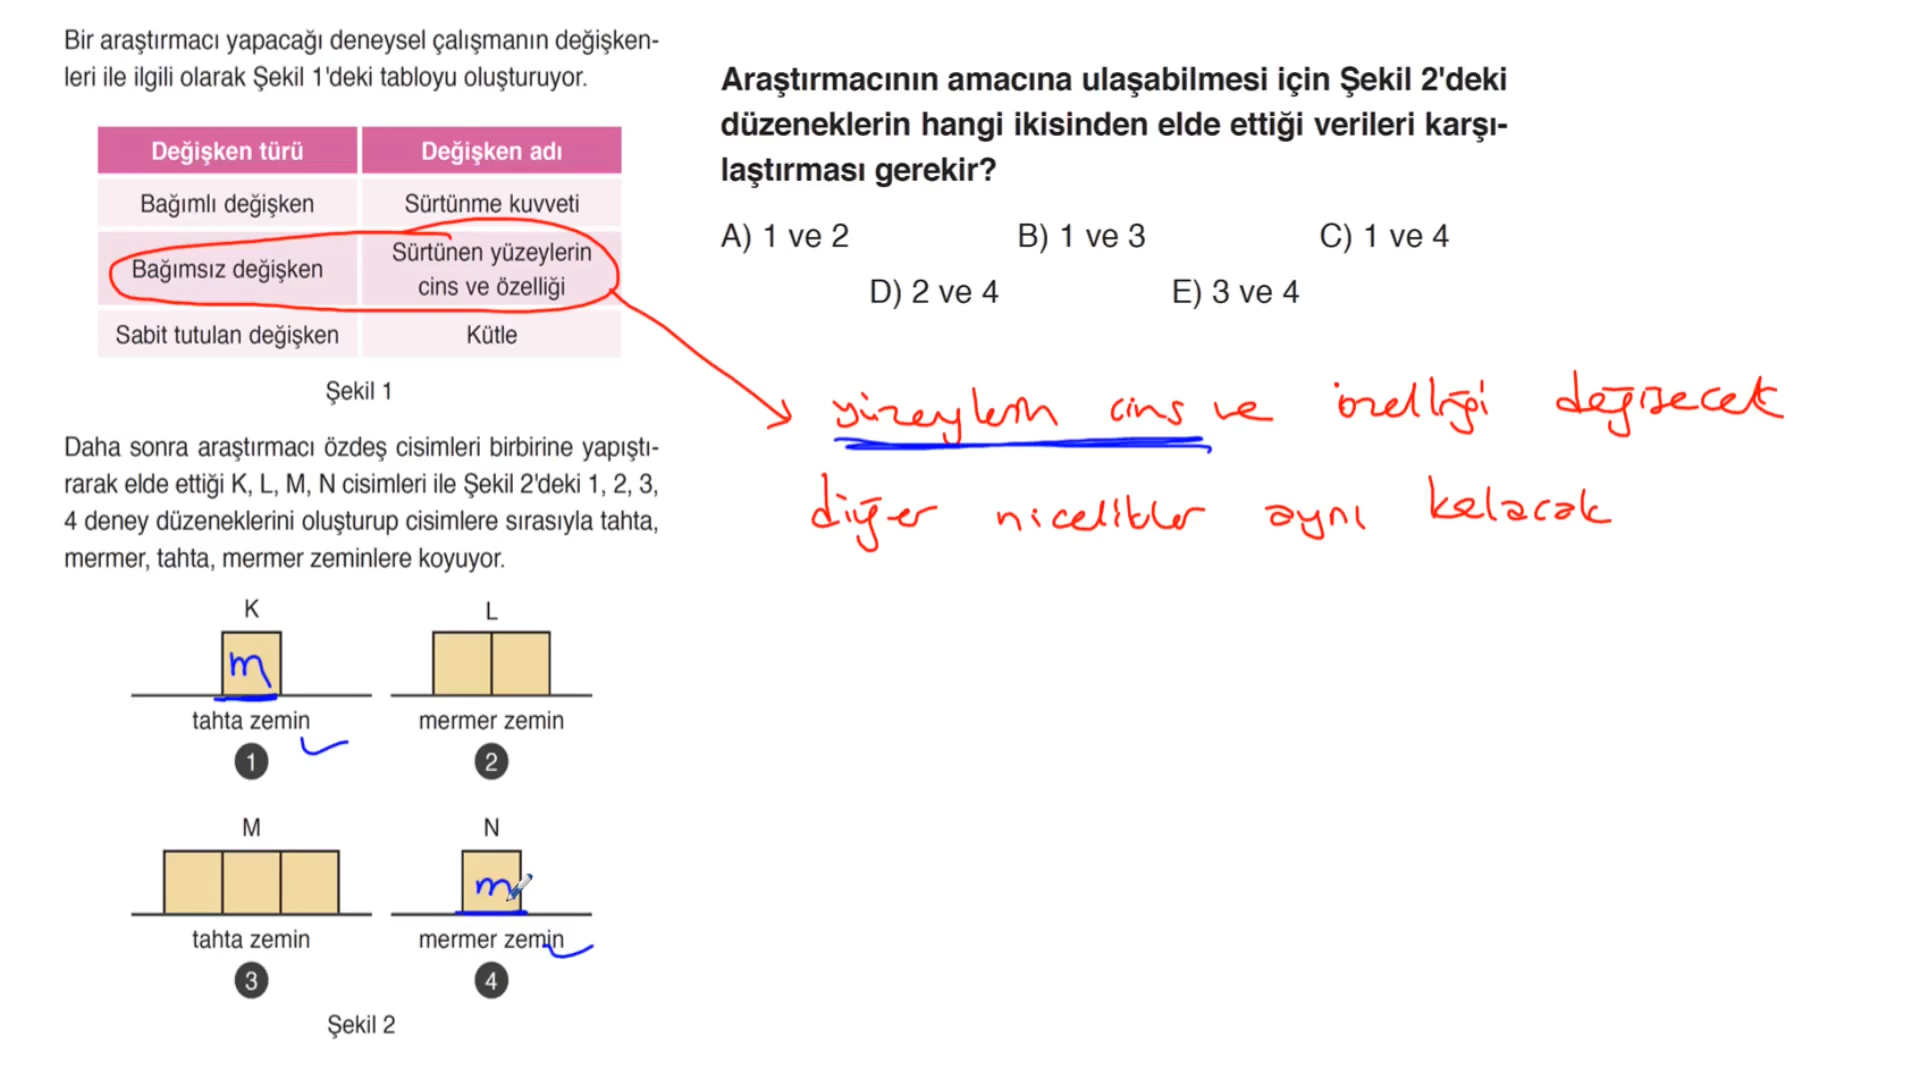 Bir araştırmacı yapacağı deneysel çalışmanın değişken-
leri ile ilgili olarak Şekil 1'deki tabloyu oluşturuyor.
Değişken türü Değişken adı
Bağımlı değişken Sürtünme kuvveti
Bağımsız değişken Sürtünen yüzeylerin
cins ve özelliği
Sabit tutulan değişken Kütle
Şekil 1
Daha sonra araştırmacı özdeş cisimleri birbirine yapıştı-
rarak elde ettiği K, L, M, N cisimleri ile Şekil 2'deki 1, 2, 3,
4 deney düzeneklerini oluşturup cisimlere sırasıyla tahta,
mermer, tahta, mermer zeminlere koyuyor.
K L
m
tahta zemin mermer zemin
1 2
M N
m
tahta zemin mermer zemin
3 4
Şekil 2
Araştırmacının amacına ulaşabilmesi için Şekil 2'deki
düzeneklerin hangi ikisinden elde ettiği verileri karşı-
laştırması gerekir?
A) 1 ve 2 B) 1 ve 3 C) 1 ve 4
D) 2 ve 4 E) 3 ve 4
yüzeylerin cins ve özelliği değişecek
diğer nicelikler aynı kalacak